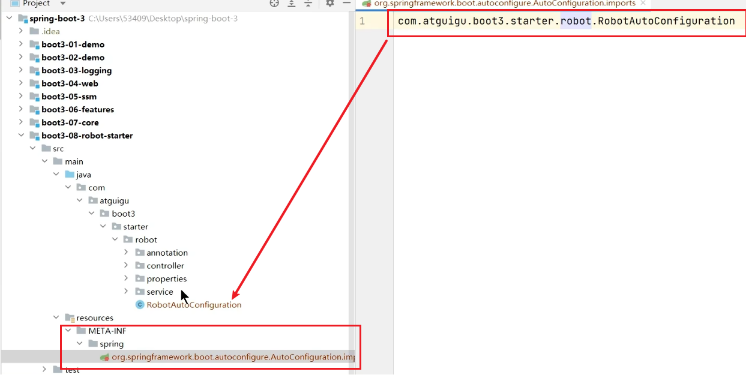 Project
spring-boot-3 C:\Users\53409\Desktop\spring-boot-3
.idea
boot3-01-demo
boot3-02-demo
boot3-03-logging
boot3-04-web
boot3-05-ssm
boot3-06-features
boot3-07-core
boot3-08-robot-starter
src
main
java
com
atguigu
boot3
starter
robot
annotation
controller
properties
service
RobotAutoConfiguration
resources
META-INF
spring
org.springframework.boot.autoconfigure.AutoConfiguration.imp
test
org.springframework.boot.autoconfigure.AutoConfiguration.imports
1 com.atguigu.boot3.starter.robot.RobotAutoConfiguration